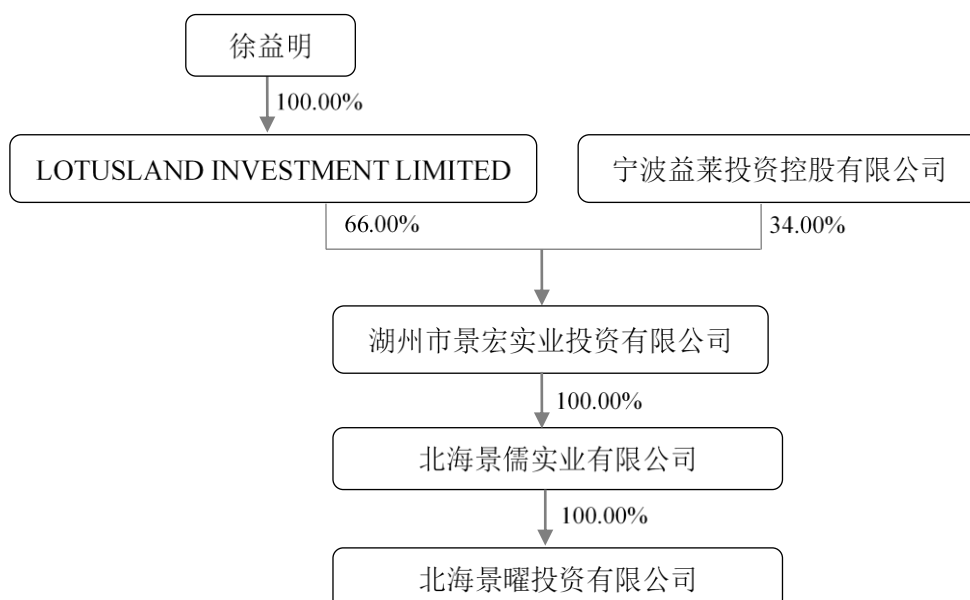 徐益明
100.00%
LOTUSLAND INVESTMENT LIMITED
宁波益莱投资控股有限公司
66.00%
34.00%
湖州市景宏实业投资有限公司
100.00%
北海景儒实业有限公司
100.00%
北海景曜投资有限公司